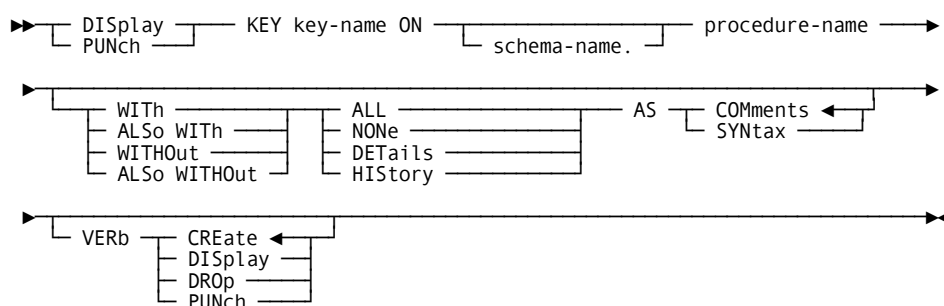 DISplay KEY key-name ON procedure-name
PUNch schema-name.
WITh ALL AS COMments
ALSo WITh NONe SYNtax
WITHOut DETails
ALSo WITHOut HIStory
VERb CREate
DISplay
DROp
PUNch